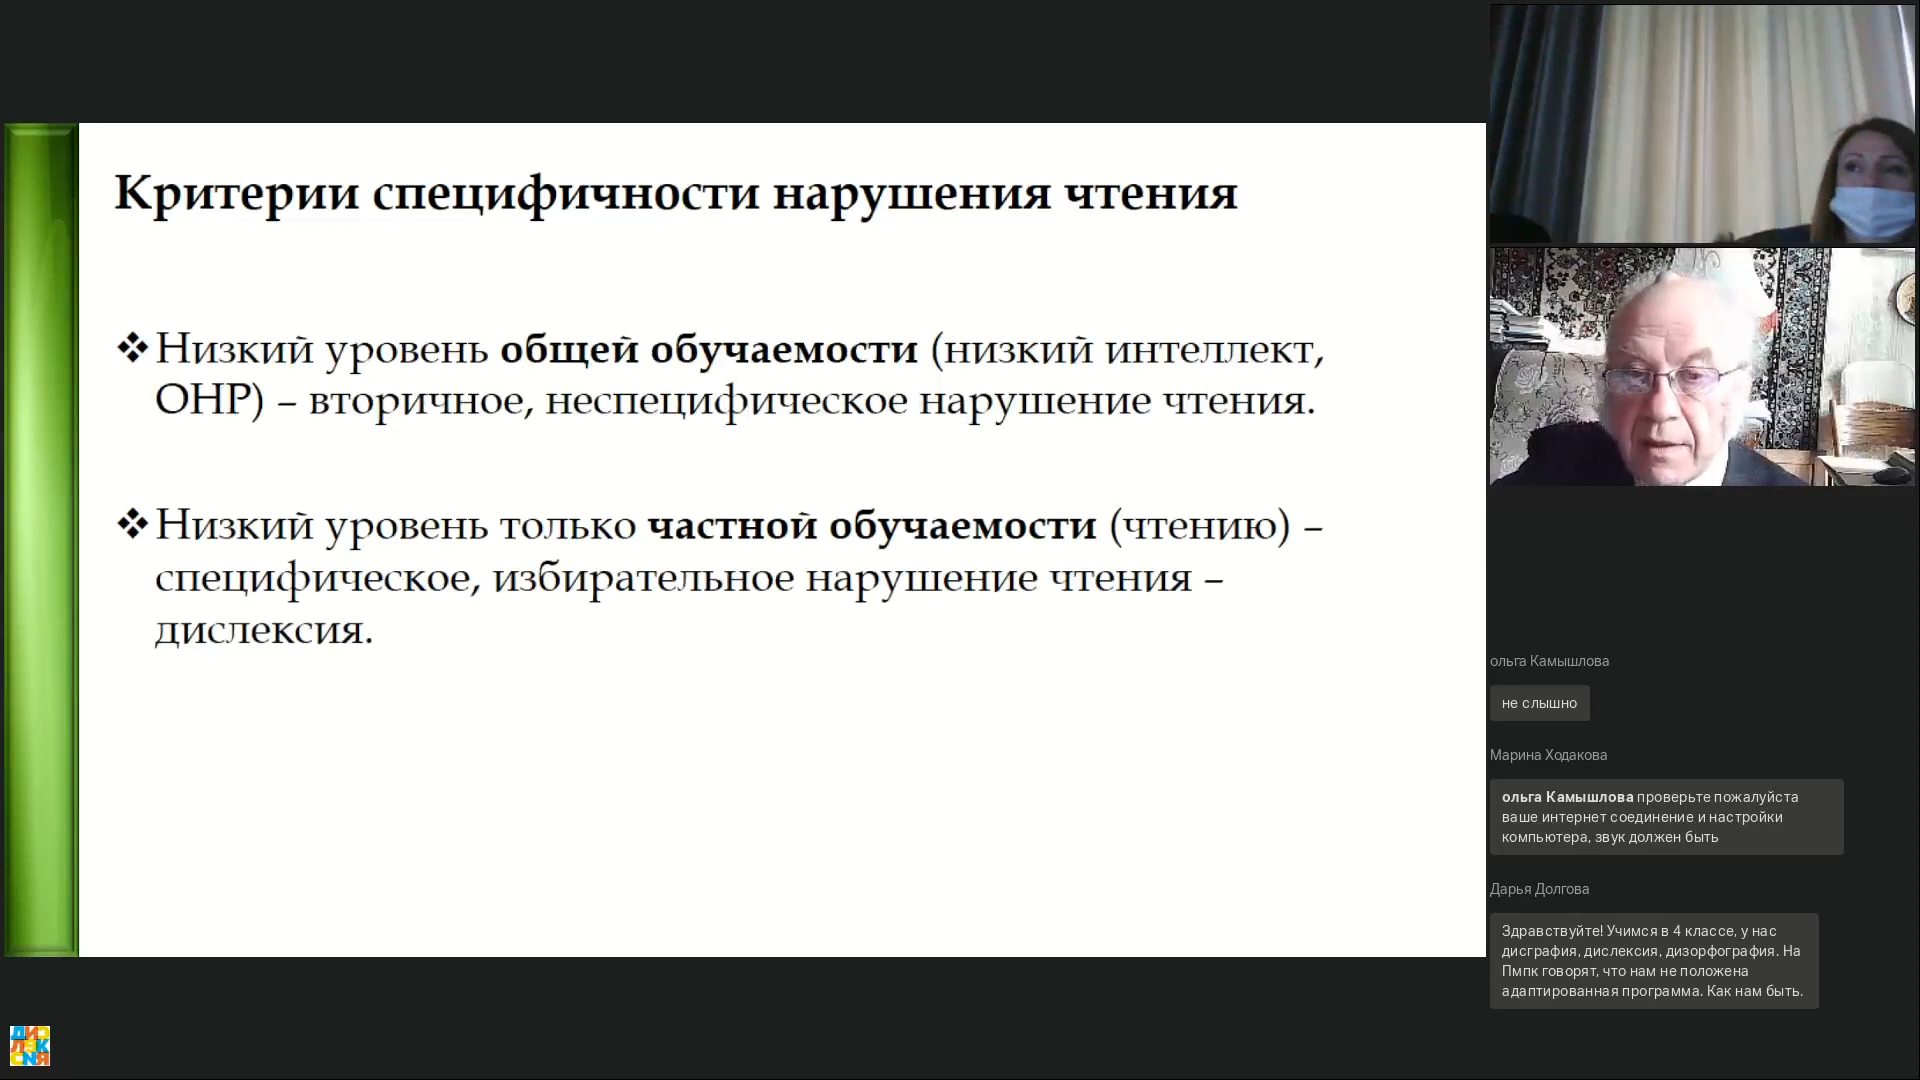 Критерии специфичности нарушения чтения
❖Низкий уровень общей обучаемости (низкий интеллект,
ОНР) – вторичное, неспецифическое нарушение чтения.
❖Низкий уровень только частной обучаемости (чтению) –
специфическое, избирательное нарушение чтения –
дислексия.
ольга Камышлова
не слышно
Марина Ходакова
ольга Камышлова проверьте пожалуйста
ваше интернет соединение и настройки
компьютера, звук должен быть
Дарья Долгова
Здравствуйте! Учимся в 4 классе, у нас
дисграфия, дислексия, дизорфография. На
Пмпк говорят, что нам не положена
адаптированная программа. Как нам быть.
ДИС
ЛЕК
СИЯ